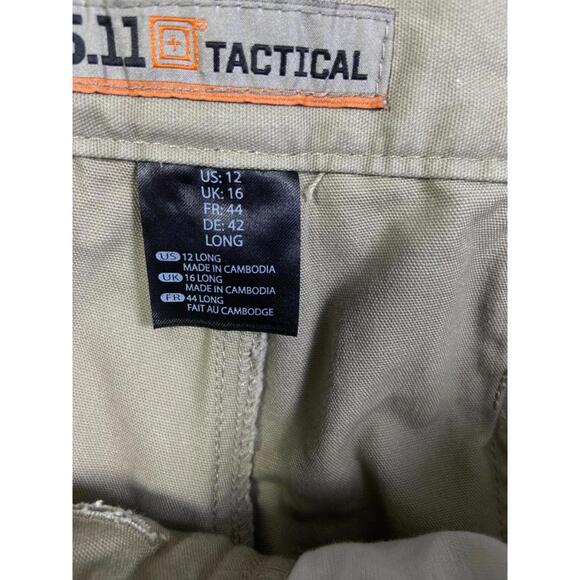 5.11 TACTICAL
US: 12
UK: 16
FR: 44
DE: 42
LONG
US 12 LONG
MADE IN CAMBODIA
UK 16 LONG
MADE IN CAMBODIA
FR 44 LONG
FAIT AU CAMBODGE